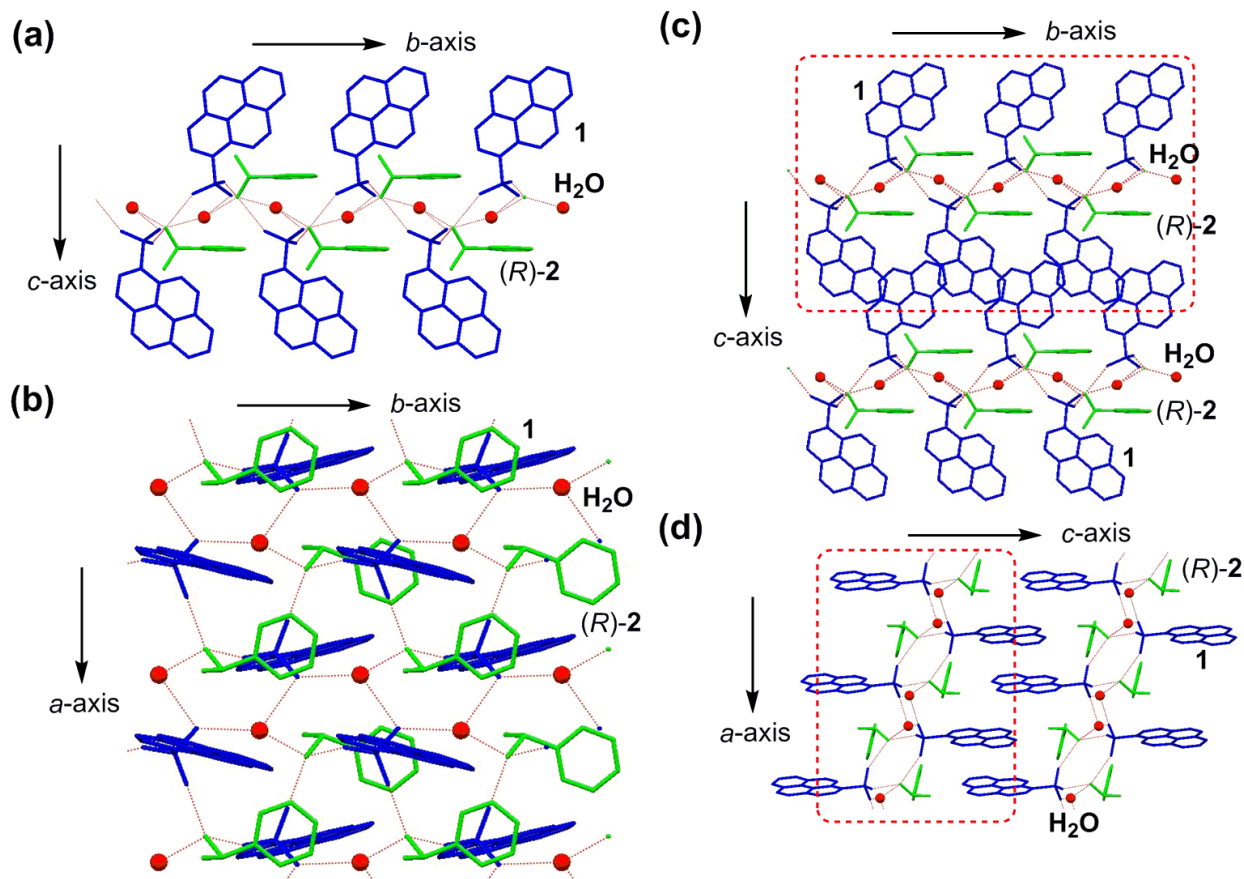 (a)
b-axis
1
H₂O
c-axis
(R)-2
(b)
b-axis
1
H₂O
(R)-2
a-axis
(c)
b-axis
1
H₂O
(R)-2
c-axis
H₂O
(R)-2
1
(d)
c-axis
(R)-2
1
a-axis
H₂O